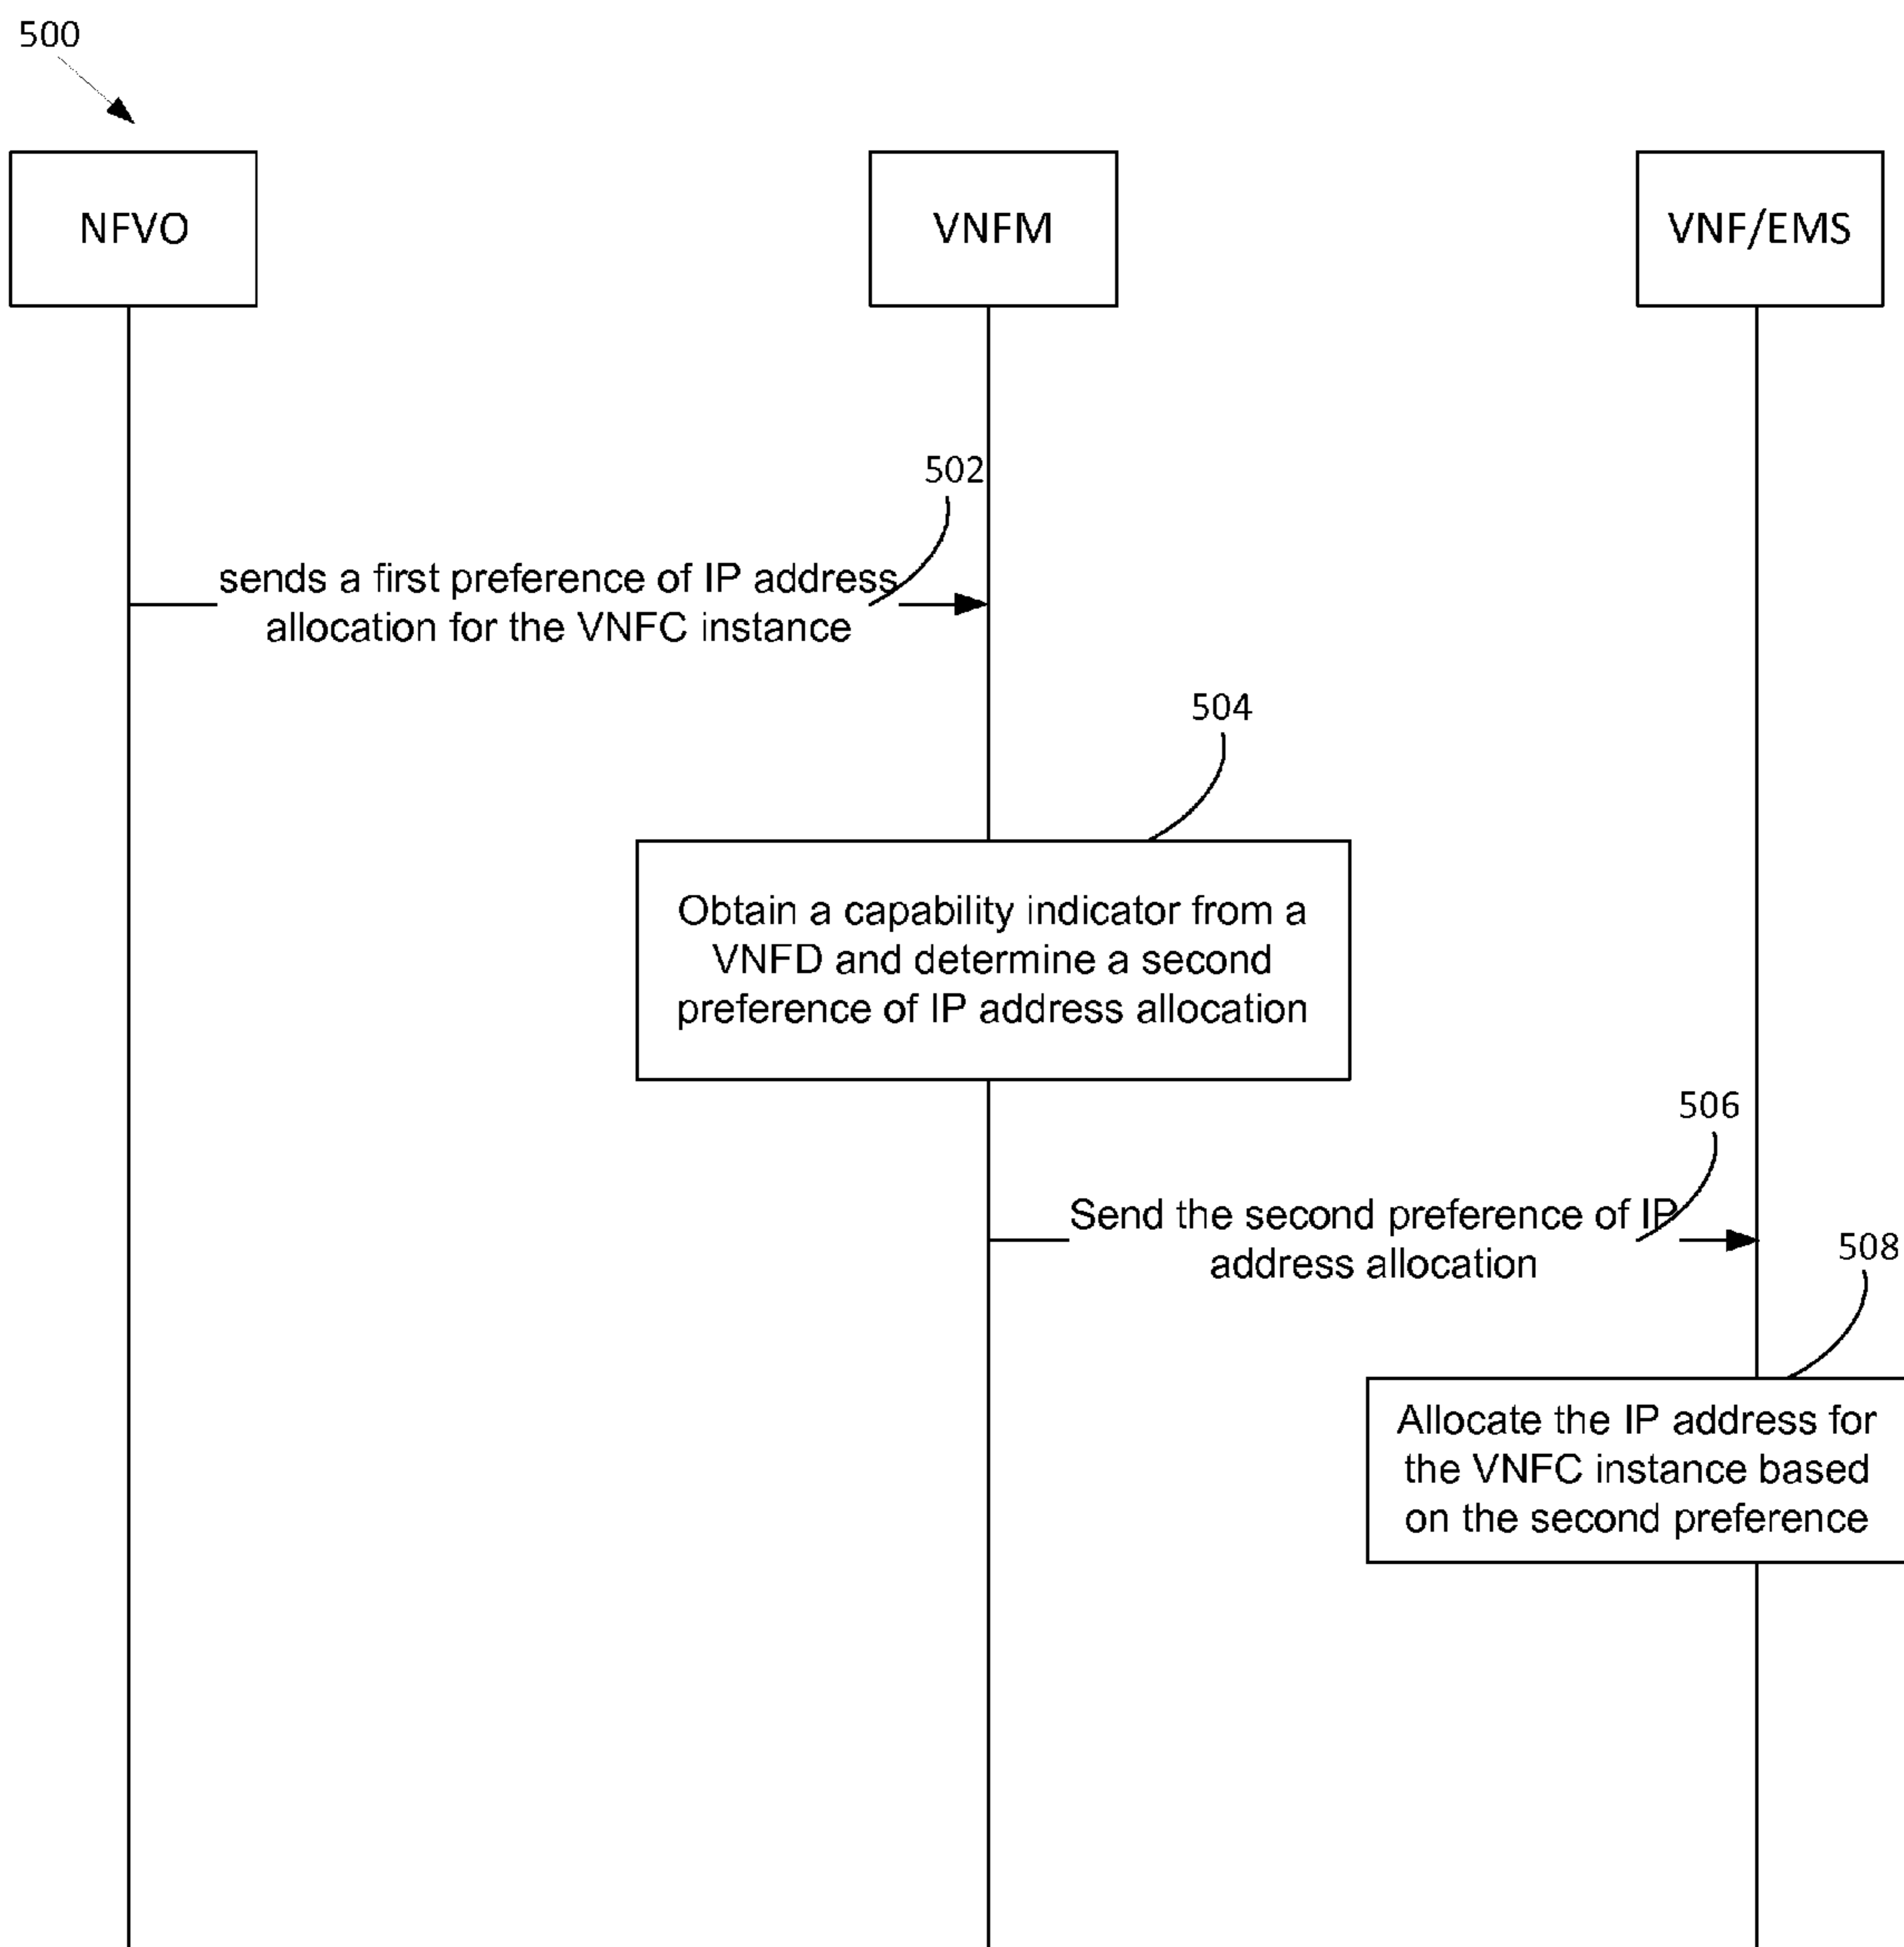 500
NFVO
VNFM
VNF/EMS
502
sends a first preference of IP address
allocation for the VNFC instance
504
Obtain a capability indicator from a
VNFD and determine a second
preference of IP address allocation
506
Send the second preference of IP
address allocation
508
Allocate the IP address for
the VNFC instance based
on the second preference